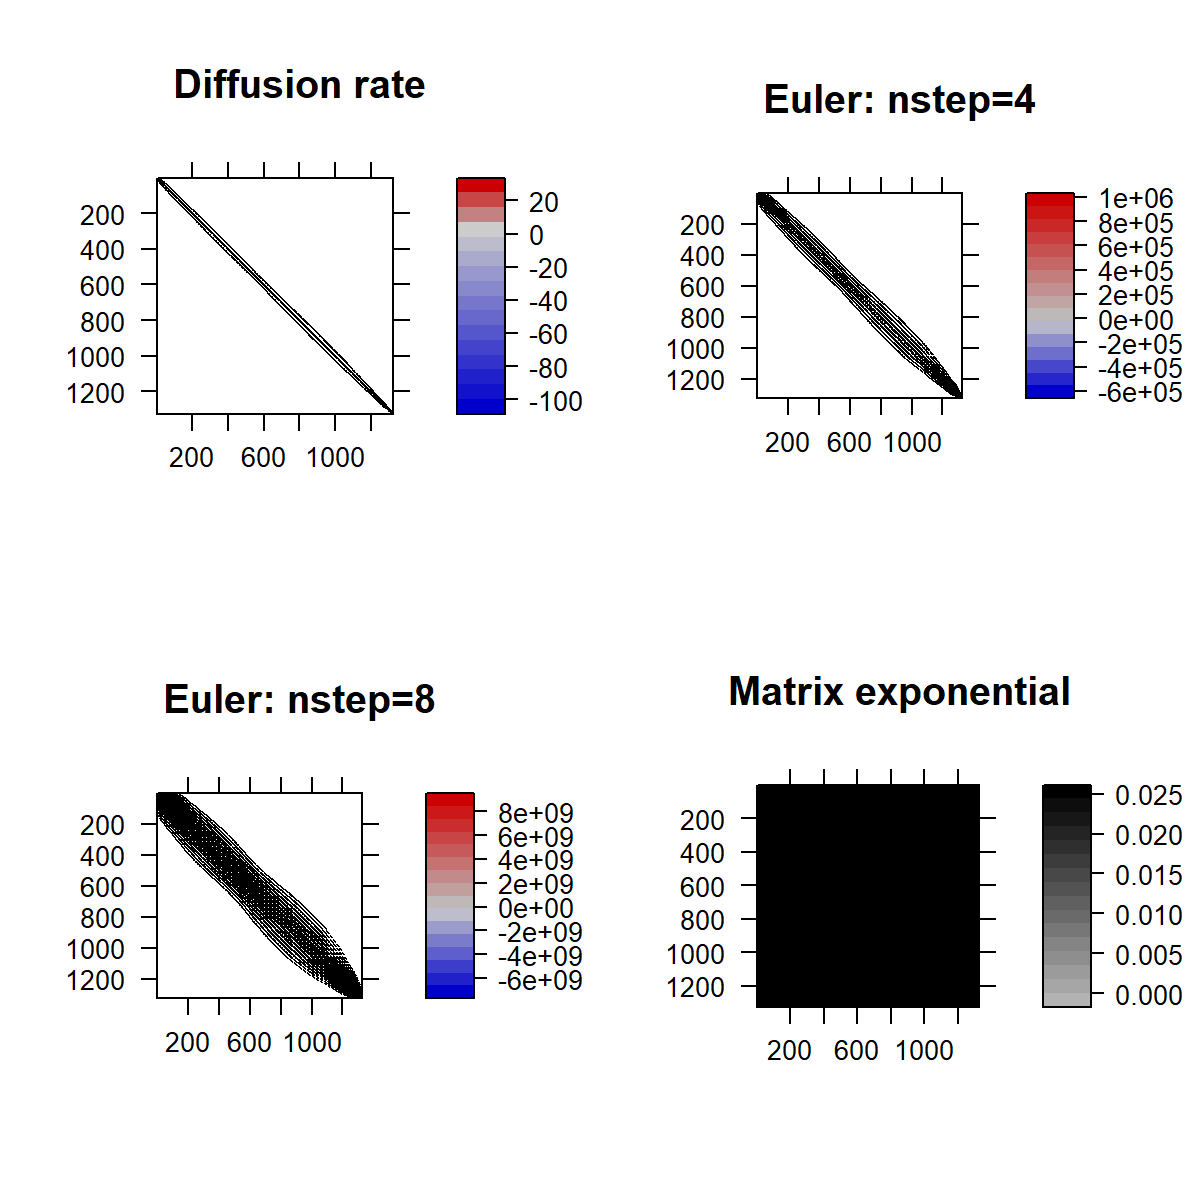 Diffusion rate
200
400
600
800
1000
1200
200 600 1000
20
0
-20
-40
-60
-80
-100
Euler: nstep=4
200
400
600
800
1000
1200
200 600 1000
1e+06
8e+05
6e+05
4e+05
2e+05
0e+00
-2e+05
-4e+05
-6e+05
Euler: nstep=8
200
400
600
800
1000
1200
200 600 1000
8e+09
6e+09
4e+09
2e+09
0e+00
-2e+09
-4e+09
-6e+09
Matrix exponential
200
400
600
800
1000
1200
200 600 1000
0.025
0.020
0.015
0.010
0.005
0.000